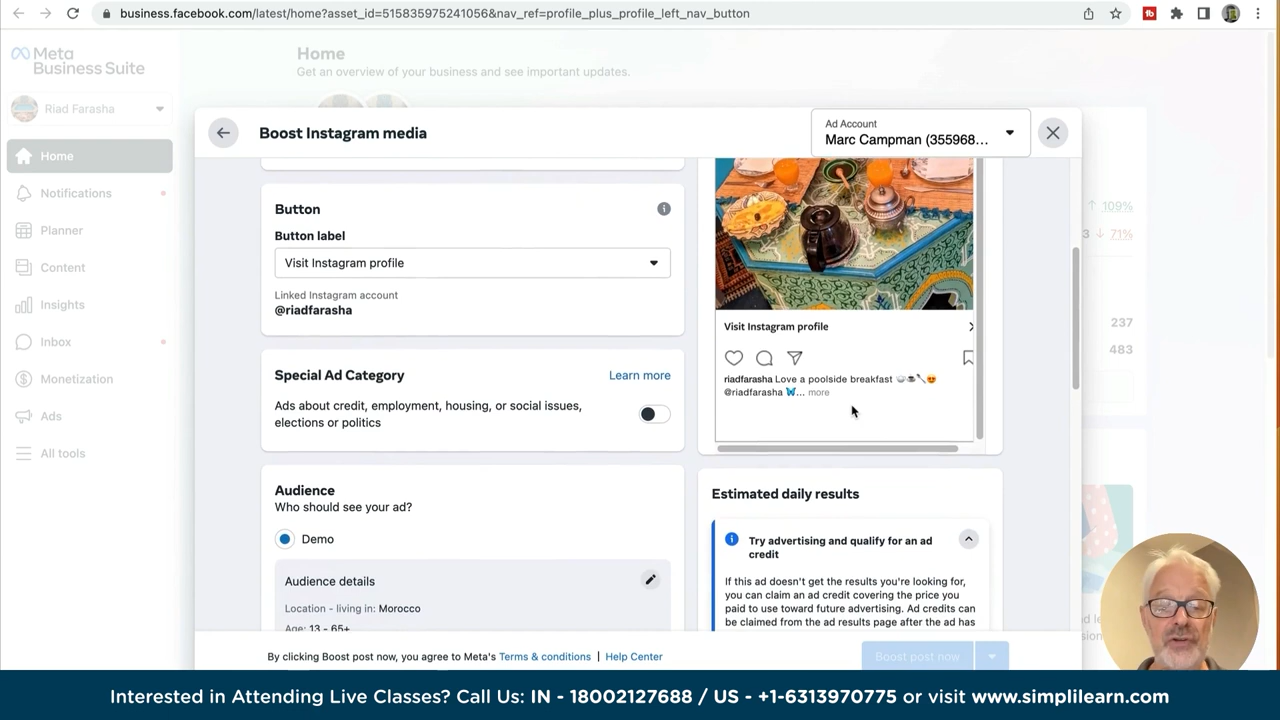 business.facebook.com/latest/home?asset_id=515835975241056&nav_ref=profile_plus_profile_left_nav_button
Meta
Business Suite
Riad Farasha
Home
Notifications
Planner
Content
Insights
Inbox
Monetization
Ads
All tools
Home
Get an overview of your business and see important updates.
↑ 109%
3 ↓ 71%
237
483
Boost Instagram media
Ad Account
Marc Campman (355968...
Button
Button label
Visit Instagram profile
Linked Instagram account
@riadfarasha
Special Ad Category
Learn more
Ads about credit, employment, housing, or social issues,
elections or politics
Audience
Who should see your ad?
Demo
Audience details
Location - living in: Morocco
Age: 13 - 65+
Visit Instagram profile
riadfarasha Love a poolside breakfast
@riadfarasha 🦋... more
Estimated daily results
Try advertising and qualify for an ad
credit
If this ad doesn't get the results you're looking for,
you can claim an ad credit covering the price you
paid to use toward future advertising. Ad credits can
be claimed from the ad results page after the ad has
By clicking Boost post now, you agree to Meta's Terms & conditions | Help Center
Boost post now
Interested in Attending Live Classes? Call Us: IN - 18002127688 / US - +1-6313970775 or visit www.simplilearn.com